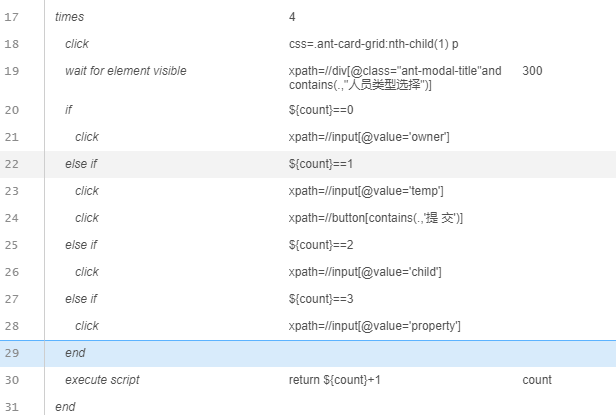 17 times 4
18 click css=.ant-card-grid:nth-child(1) p
19 wait for element visible xpath=//div[@class="ant-modal-title"and 300
contains(.,"人员类型选择")]
20 if ${count}==0
21 click xpath=//input[@value='owner']
22 else if ${count}==1
23 click xpath=//input[@value='temp']
24 click xpath=//button[contains(.,'提 交')]
25 else if ${count}==2
26 click xpath=//input[@value='child']
27 else if ${count}==3
28 click xpath=//input[@value='property']
29 end
30 execute script return ${count}+1 count
31 end